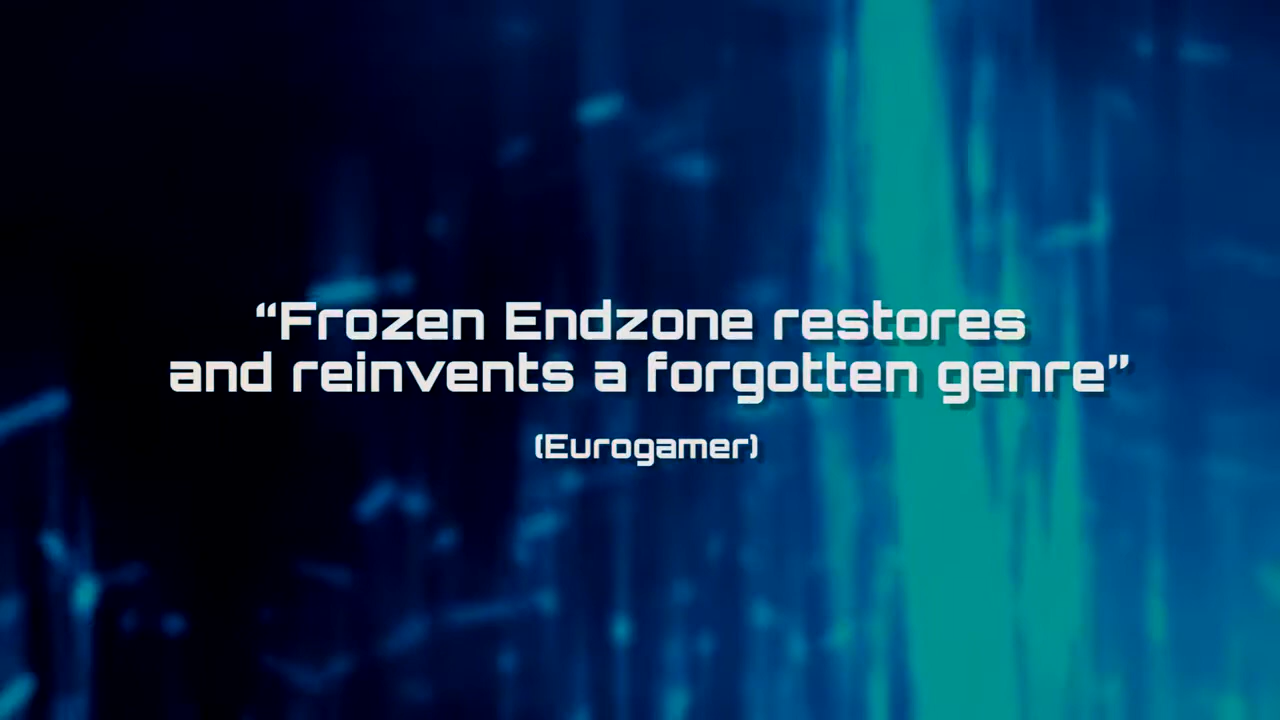 “Frozen Endzone restores
and reinvents a forgotten genre”
(Eurogamer)